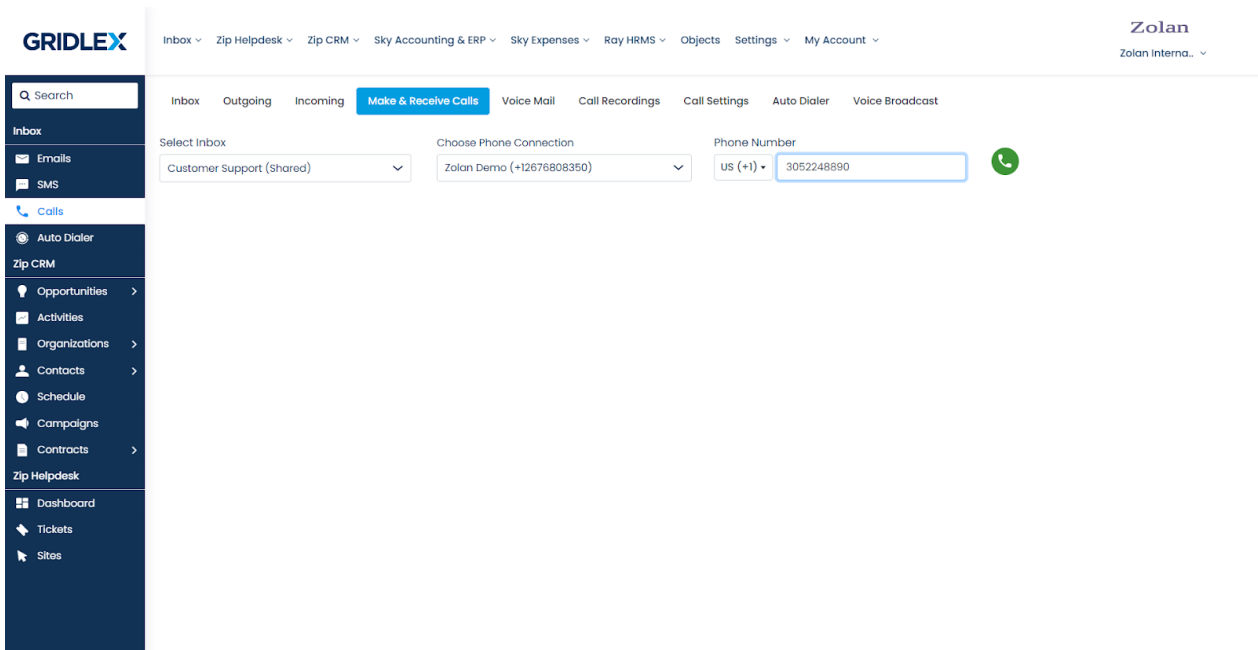 GRIDLEX
Inbox Zip Helpdesk Zip CRM Sky Accounting & ERP Sky Expenses Ray HRMS Objects Settings My Account
Zolan
Zolan Interna..
Search
Inbox
Emails
SMS
Calls
Auto Dialer
Zip CRM
Opportunities
Activities
Organizations
Contacts
Schedule
Campaigns
Contracts
Zip Helpdesk
Dashboard
Tickets
Sites
Inbox Outgoing Incoming Make & Receive Calls Voice Mail Call Recordings Call Settings Auto Dialer Voice Broadcast
Select Inbox Choose Phone Connection Phone Number
Customer Support (Shared) Zolan Demo (+12676808350) US (+1) 3052248890